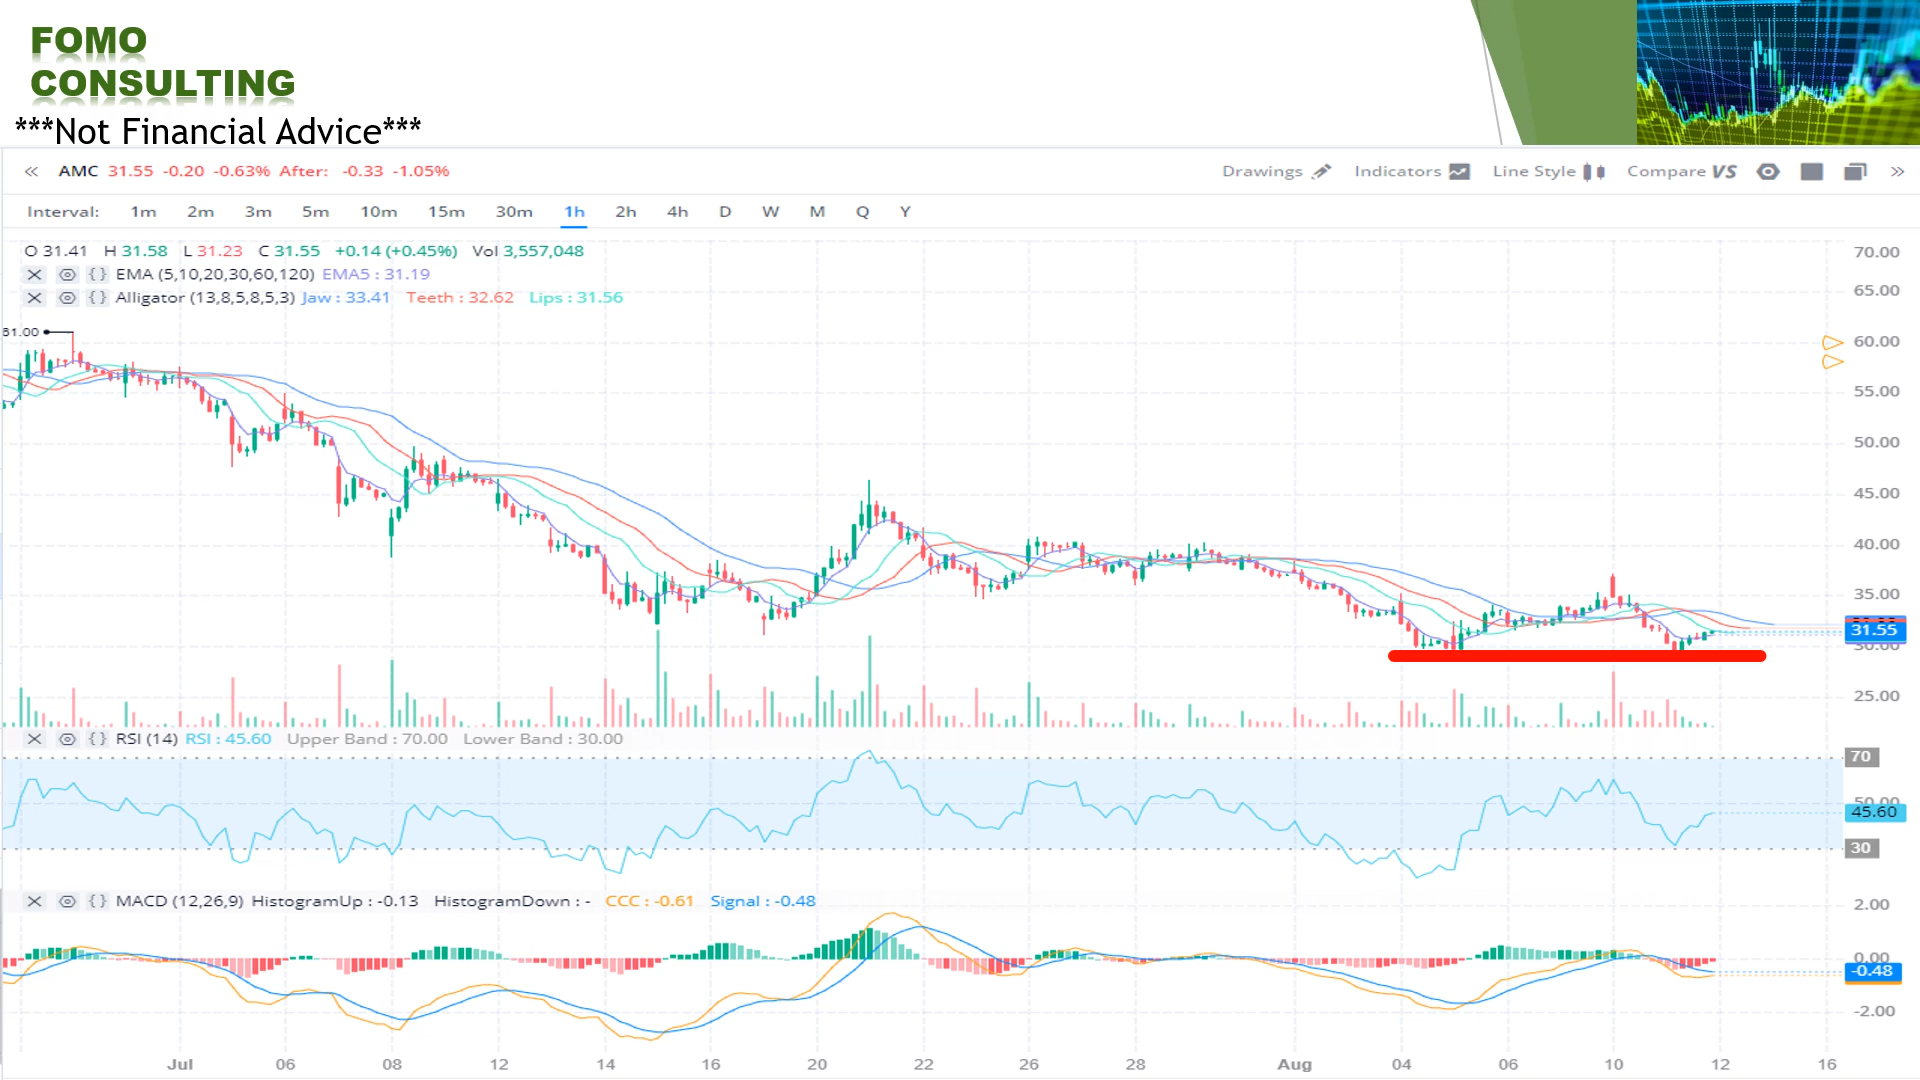 FOMO
CONSULTING
***Not Financial Advice***
AMC 31.55 -0.20 -0.63% After: -0.33 -1.05%
Drawings Indicators Line Style Compare VS
Interval: 1m 2m 3m 5m 10m 15m 30m 1h 2h 4h D W M Q Y
O 31.41 H 31.58 L 31.23 C 31.55 +0.14 (+0.45%) Vol 3,557,048
{} EMA (5,10,20,30,60,120) EMA5 : 31.19
{} Alligator (13,8,5,8,5,3) Jaw : 33.41 Teeth : 32.62 Lips : 31.56
61.00
70.00
65.00
60.00
55.00
50.00
45.00
40.00
35.00
31.55
30.00
25.00
{} RSI (14) RSI : 45.60 Upper Band : 70.00 Lower Band : 30.00
70
50.00
45.60
30
{} MACD (12,26,9) HistogramUp : -0.13 HistogramDown : - CCC : -0.61 Signal : -0.48
2.00
0.00
-0.48
-2.00
Jul 06 08 12 14 16 20 22 26 28 Aug 04 06 10 12 16